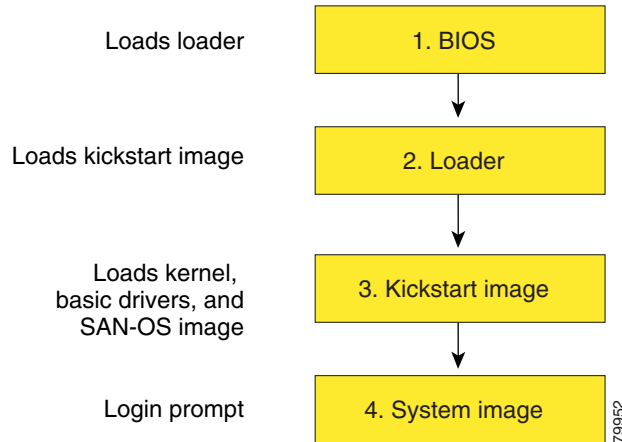 Loads loader
1. BIOS
Loads kickstart image
2. Loader
Loads kernel,
basic drivers, and
SAN-OS image
3. Kickstart image
Login prompt
4. System image
79952